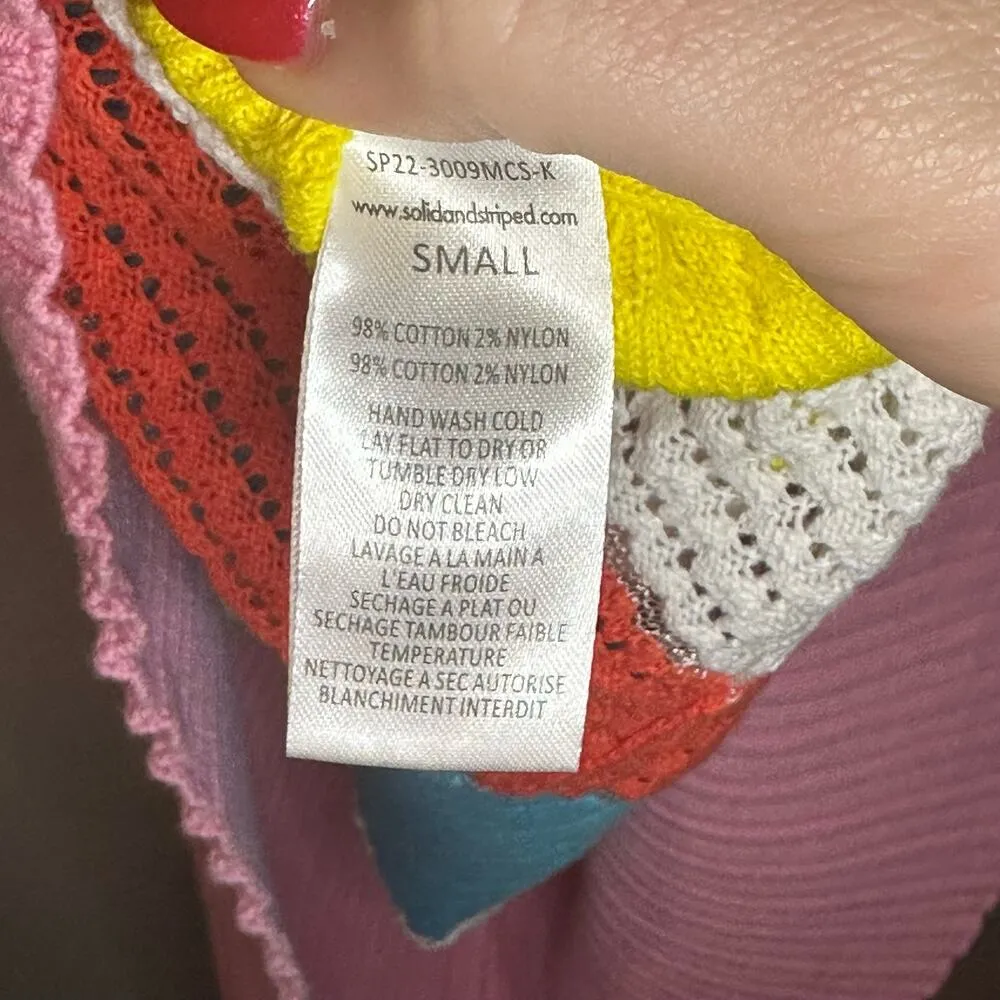 SP22-3009MCS-K
www.solidandstriped.com
SMALL
98% COTTON 2% NYLON
98% COTTON 2% NYLON
HAND WASH COLD
LAY FLAT TO DRY OR
TUMBLE DRY LOW
DRY CLEAN
DO NOT BLEACH
LAVAGE A LA MAIN A
L'EAU FROIDE
SECHAGE A PLAT OU
SECHAGE TAMBOUR FAIBLE
TEMPERATURE
NETTOYAGE A SEC AUTORISE
BLANCHIMENT INTERDIT